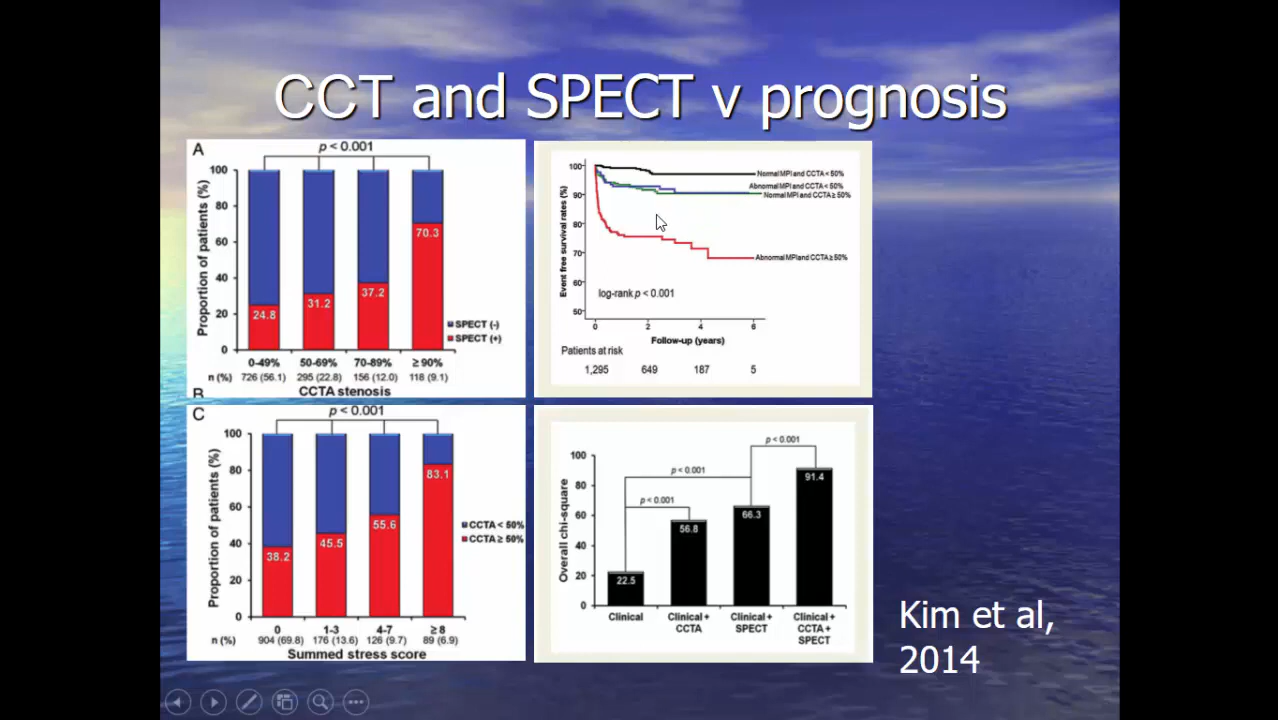 CCT and SPECT v prognosis
A
p < 0.001
Proportion of patients (%)
100
80
60
40
20
0
24.8
31.2
37.2
70.3
SPECT (-)
SPECT (+)
0-49% 50-69% 70-89% ≥ 90%
n (%) 726 (56.1) 295 (22.8) 156 (12.0) 118 (9.1)
CCTA stenosis
B
Event free survival rates (%)
100
90
80
70
60
50
Normal MPI and CCTA < 50%
Abnormal MPI and CCTA < 50%
Normal MPI and CCTA ≥ 50%
Abnormal MPI and CCTA ≥ 50%
log-rank p < 0.001
0 2 4 6
Follow-up (years)
Patients at risk
1,295 649 187 5
C
p < 0.001
Proportion of patients (%)
100
80
60
40
20
0
38.2
45.5
55.6
83.1
CCTA < 50%
CCTA ≥ 50%
0 1-3 4-7 ≥ 8
n (%) 904 (69.8) 176 (13.6) 126 (9.7) 89 (6.9)
Summed stress score
Overall chi-square
100
80
60
40
20
0
p < 0.001
p < 0.001
p < 0.001
22.5
56.8
66.3
91.4
Clinical Clinical + Clinical + Clinical +
CCTA SPECT CCTA +
SPECT
Kim et al,
2014